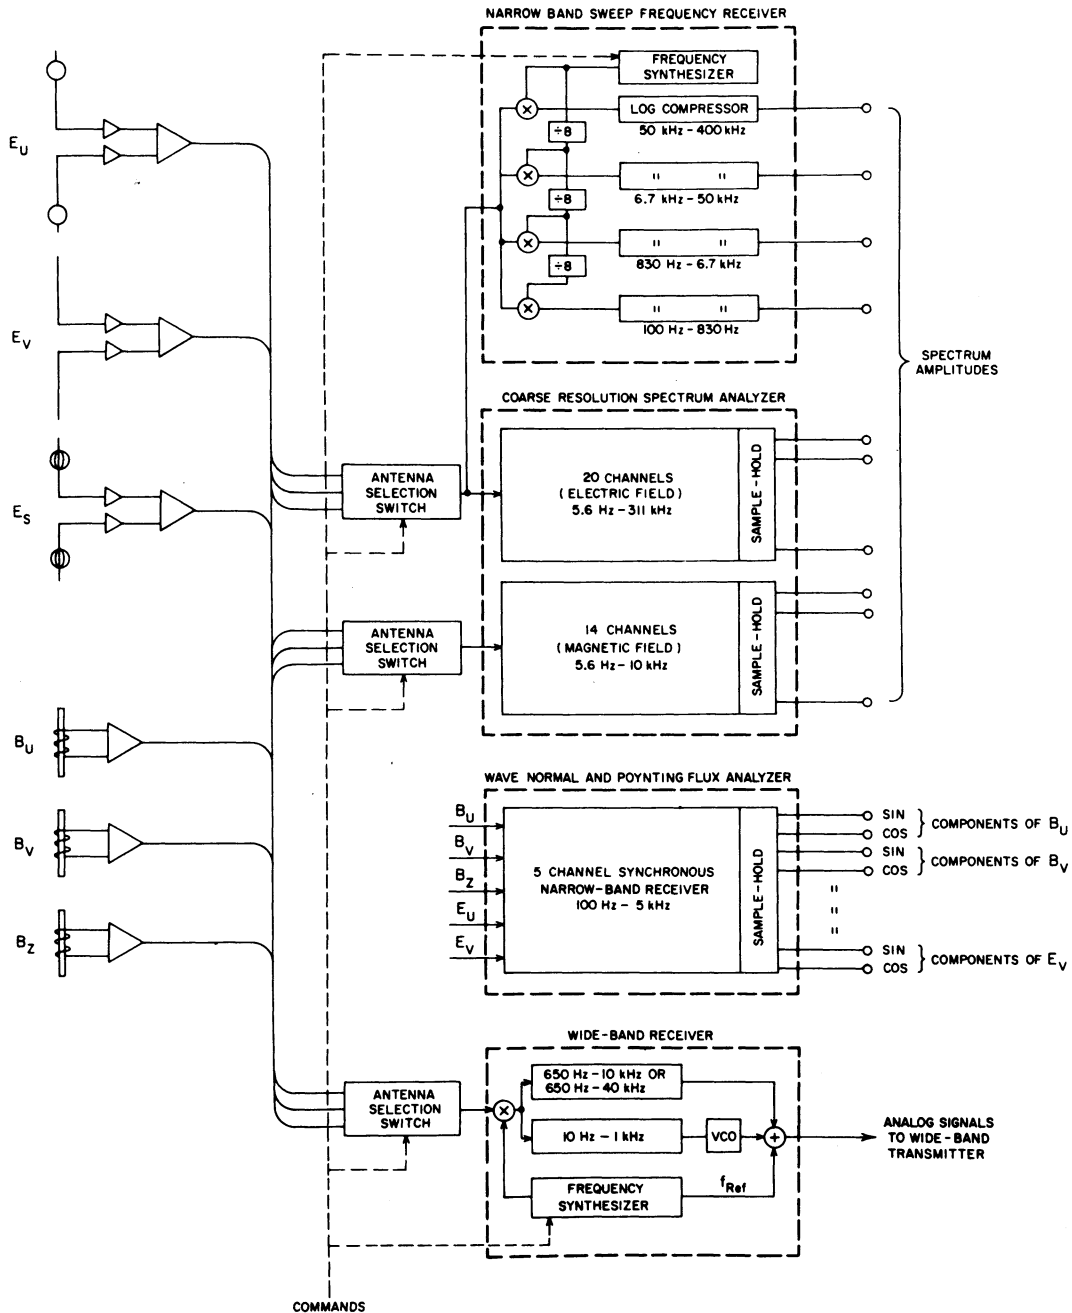 NARROW BAND SWEEP FREQUENCY RECEIVER
FREQUENCY
SYNTHESIZER
LOG COMPRESSOR
50 kHz - 400 kHz
÷8
" "
6.7 kHz - 50 kHz
÷8
" "
830 Hz - 6.7 kHz
÷8
100 Hz - 830 Hz
E_U
E_V
E_S
B_U
B_V
B_Z
SPECTRUM
AMPLITUDES
COARSE RESOLUTION SPECTRUM ANALYZER
ANTENNA
SELECTION
SWITCH
20 CHANNELS
(ELECTRIC FIELD)
5.6 Hz - 311 kHz
SAMPLE - HOLD
ANTENNA
SELECTION
SWITCH
14 CHANNELS
(MAGNETIC FIELD)
5.6 Hz - 10 kHz
SAMPLE - HOLD
WAVE NORMAL AND POYNTING FLUX ANALYZER
B_U
B_V
B_Z
E_U
E_V
5 CHANNEL SYNCHRONOUS
NARROW-BAND RECEIVER
100 Hz - 5 kHz
SAMPLE - HOLD
SIN
COS
COMPONENTS OF B_U
SIN
COS
COMPONENTS OF B_V
"
"
"
SIN
COS
COMPONENTS OF E_V
WIDE-BAND RECEIVER
ANTENNA
SELECTION
SWITCH
650 Hz - 10 kHz OR
650 Hz - 40 kHz
10 Hz - 1 kHz
VCO
FREQUENCY
SYNTHESIZER
f_Ref
ANALOG SIGNALS
TO WIDE-BAND
TRANSMITTER
COMMANDS